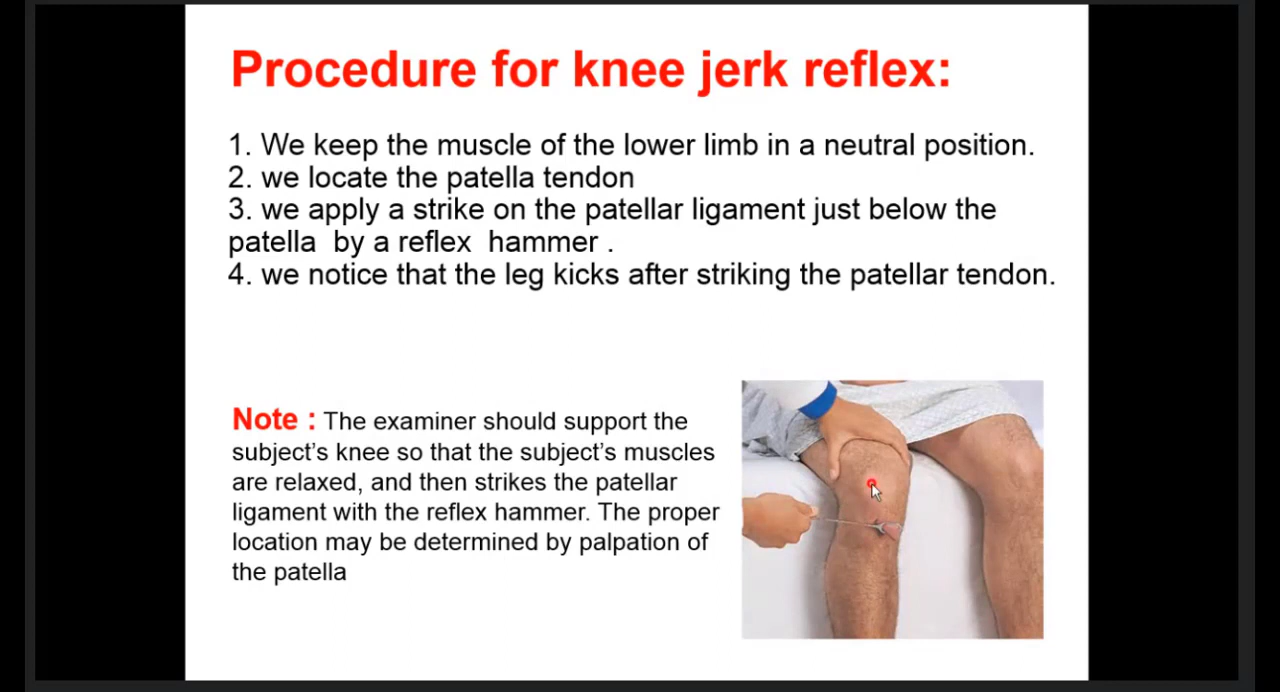 Procedure for knee jerk reflex:
1. We keep the muscle of the lower limb in a neutral position.
2. we locate the patella tendon
3. we apply a strike on the patellar ligament just below the
patella by a reflex hammer .
4. we notice that the leg kicks after striking the patellar tendon.
Note : The examiner should support the
subject's knee so that the subject's muscles
are relaxed, and then strikes the patellar
ligament with the reflex hammer. The proper
location may be determined by palpation of
the patella